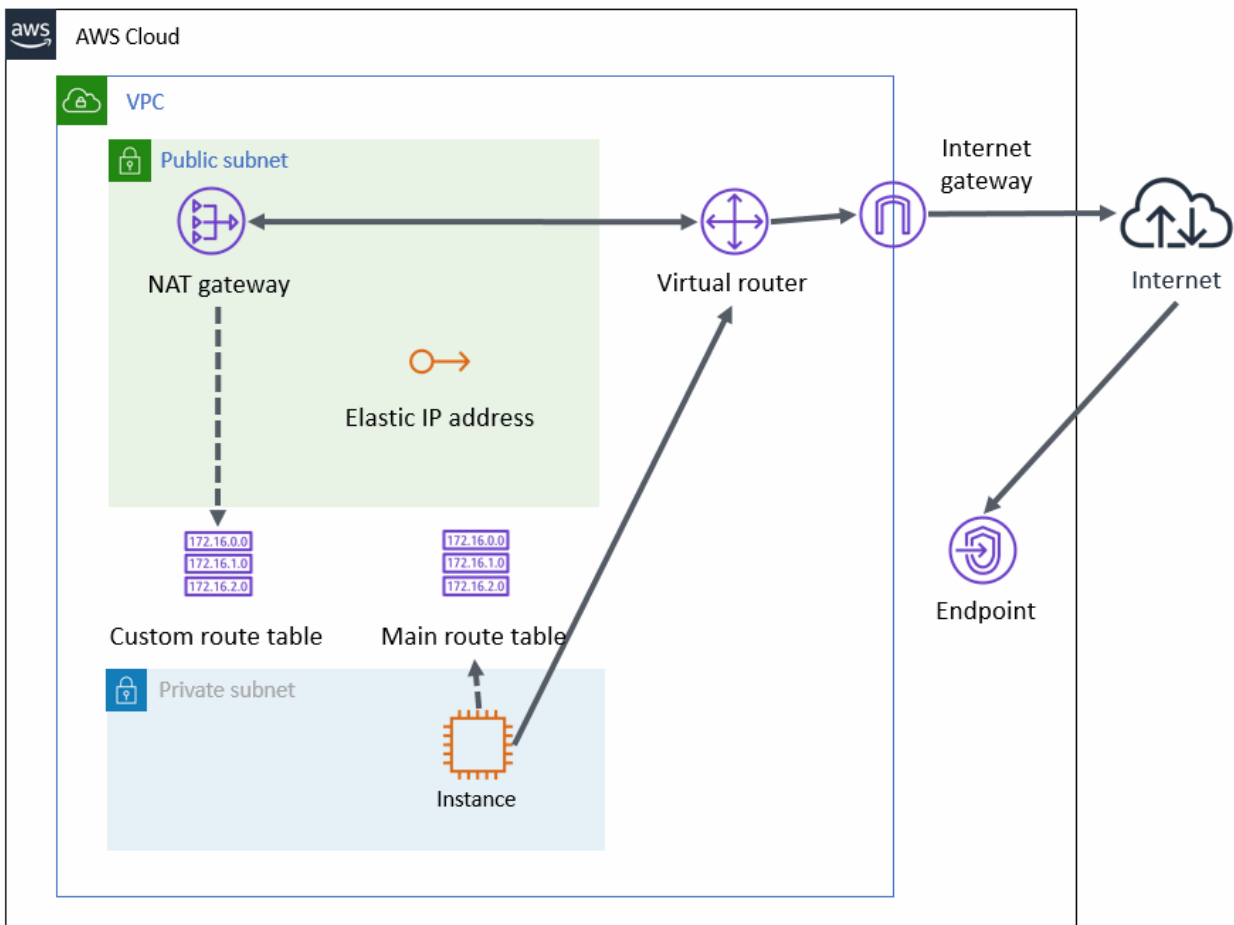 aws
AWS Cloud
VPC
Public subnet
Internet
gateway
NAT gateway
Virtual router
Internet
Elastic IP address
172.16.0.0
172.16.1.0
172.16.2.0
172.16.0.0
172.16.1.0
172.16.2.0
Custom route table
Main route table
Endpoint
Private subnet
Instance